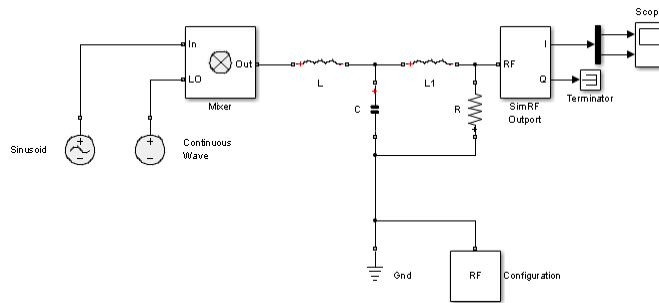 Scop
In
Out
LO
Mixer
L
L1
C
R
RF
I
Q
SimRF
Outport
Terminator
Sinusoid
Continuous
Wave
Gnd
RF
Configuration